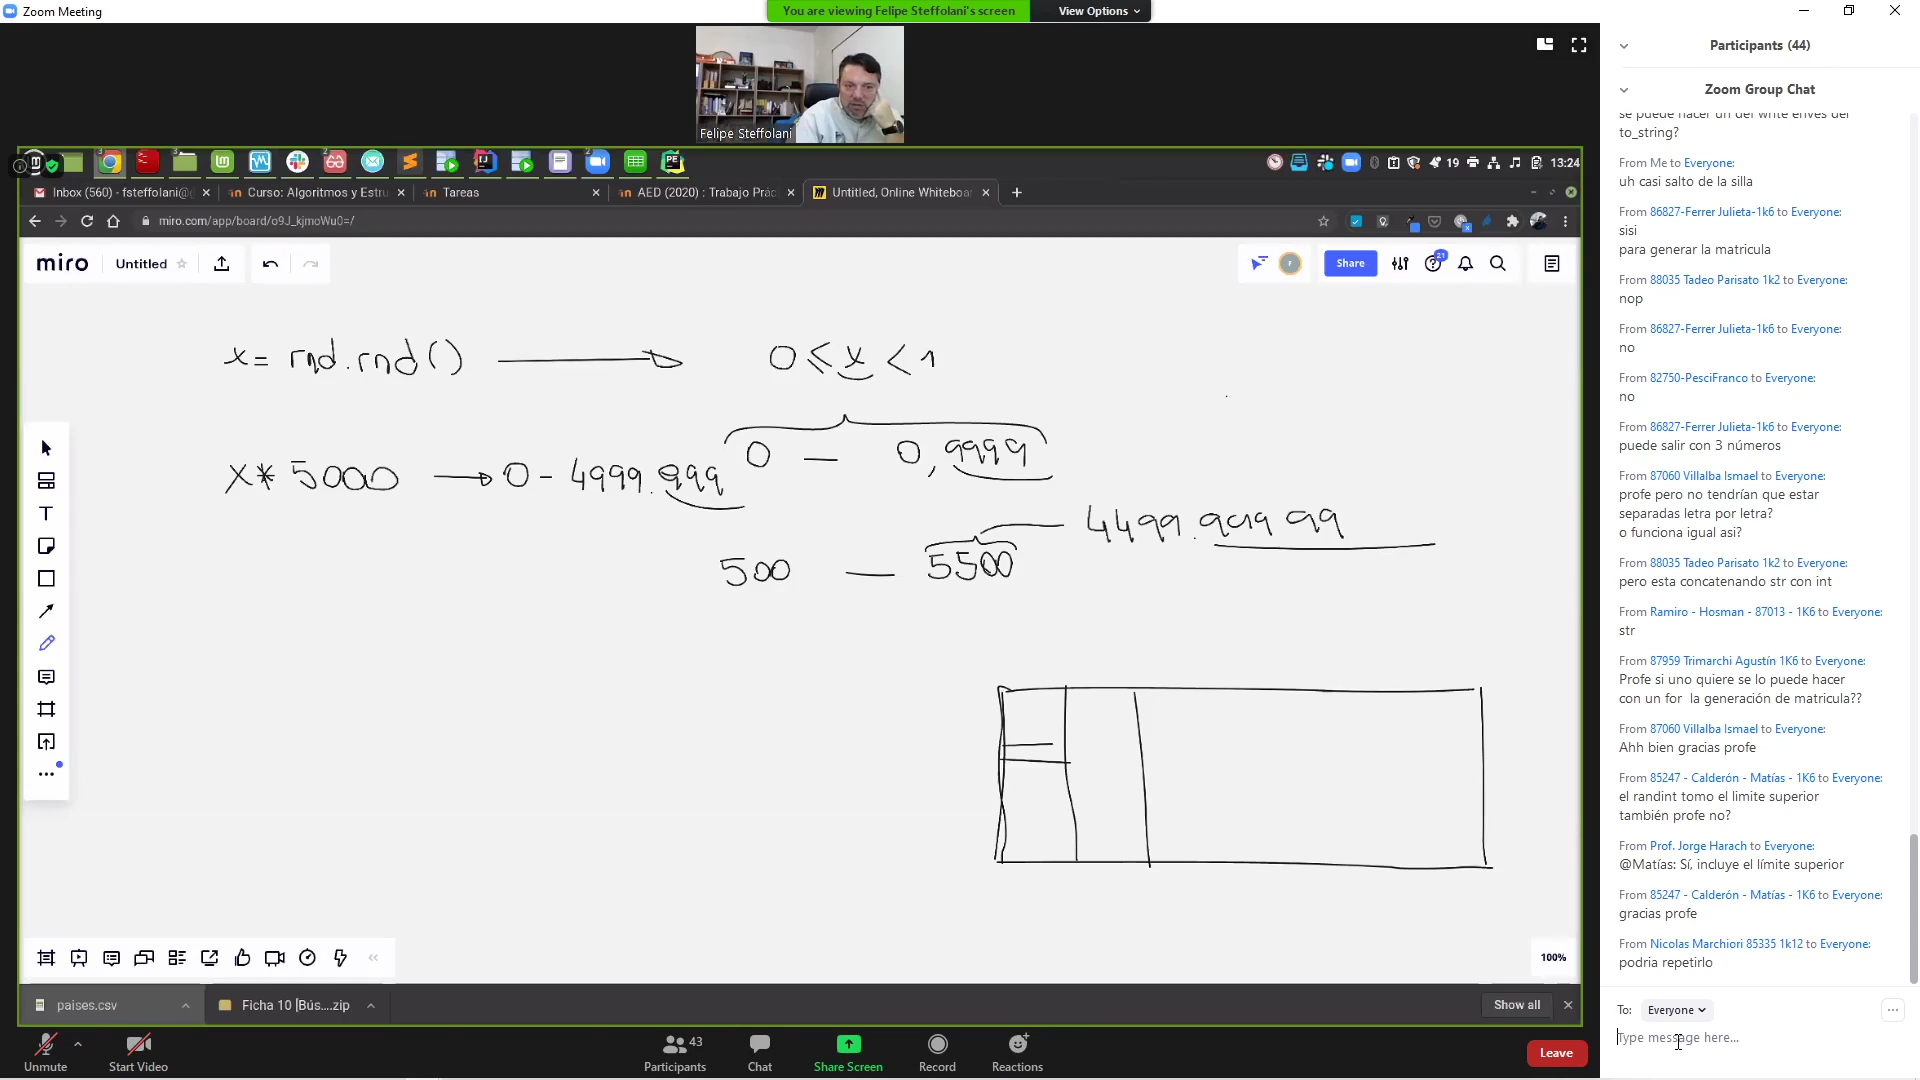 Zoom Meeting
You are viewing Felipe Steffolani's screen
View Options
Felipe Steffolani
19
13:24
Inbox (560) - fsteffolani@
Curso: Algoritmos y Estru
Tareas
AED (2020) : Trabajo Prác
Untitled, Online Whiteboar
miro.com/app/board/o9J_kjmoWu0=/
miro
Untitled
Share
21
x = rnd.rnd()
0 ≤ x < 1
0 — 0,9999
x * 5000 → 0 - 4999.999
4499.999 99
500 — 5500
100%
paises.csv
Ficha 10 [Bús....zip
Show all
Unmute
Start Video
43
Participants
Chat
Share Screen
Record
Reactions
Leave
Participants (44)
Zoom Group Chat
se puede hacer un def write enves del
to_string?
From Me to Everyone:
uh casi salto de la silla
From 86827-Ferrer Julieta-1k6 to Everyone:
sisi
para generar la matricula
From 88035 Tadeo Parisato 1k2 to Everyone:
nop
From 86827-Ferrer Julieta-1k6 to Everyone:
no
From 82750-PesciFranco to Everyone:
no
From 86827-Ferrer Julieta-1k6 to Everyone:
puede salir con 3 números
From 87060 Villalba Ismael to Everyone:
profe pero no tendrían que estar
separadas letra por letra?
o funciona igual asi?
From 88035 Tadeo Parisato 1k2 to Everyone:
pero esta concatenando str con int
From Ramiro - Hosman - 87013 - 1K6 to Everyone:
str
From 87959 Trimarchi Agustín 1K6 to Everyone:
Profe si uno quiere se lo puede hacer
con un for la generación de matricula??
From 87060 Villalba Ismael to Everyone:
Ahh bien gracias profe
From 85247 - Calderón - Matías - 1K6 to Everyone:
el randint tomo el limite superior
también profe no?
From Prof. Jorge Harach to Everyone:
@Matías: Sí, incluye el límite superior
From 85247 - Calderón - Matías - 1K6 to Everyone:
gracias profe
From Nicolas Marchiori 85335 1k12 to Everyone:
podria repetirlo
To: Everyone
Type message here...